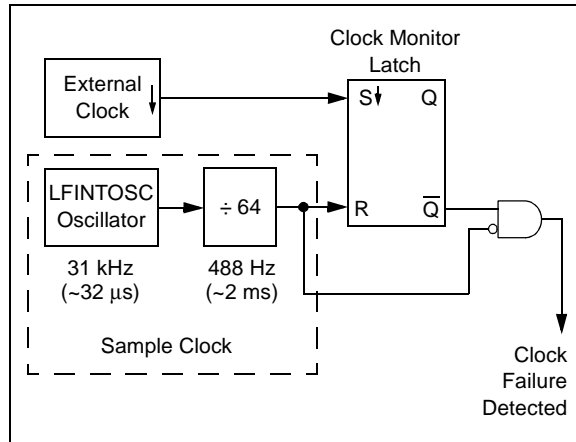 Clock Monitor
Latch
External
Clock
S
Q
LFINTOSC
Oscillator
÷ 64
R
Q
31 kHz
(~32 μs)
488 Hz
(~2 ms)
Sample Clock
Clock
Failure
Detected